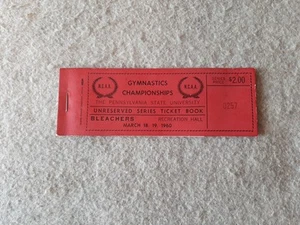 NCAA
GYMNASTICS
CHAMPIONSHIPS
NCAA
$2.00
THE PENNSYLVANIA STATE UNIVERSITY
UNRESERVED SERIES TICKET BOOK
BLEACHERS RECREATION HALL
MARCH 18, 19, 1960